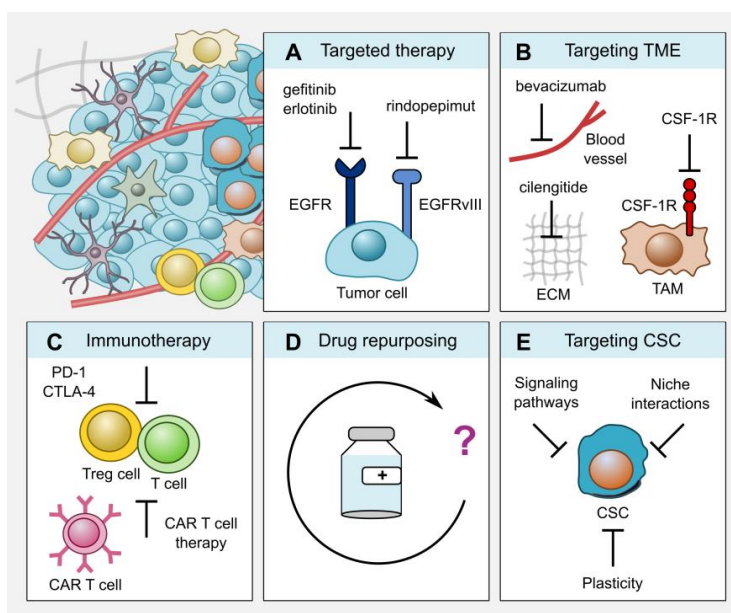 A Targeted therapy
gefitinib
erlotinib
rindopepimut
EGFR
EGFRvIII
Tumor cell
B Targeting TME
bevacizumab
Blood
vessel
cilengitide
ECM
CSF-1R
CSF-1R
TAM
C Immunotherapy
PD-1
CTLA-4
Treg cell
T cell
CAR T cell
therapy
CAR T cell
D Drug repurposing
+
?
E Targeting CSC
Signaling
pathways
Niche
interactions
CSC
Plasticity